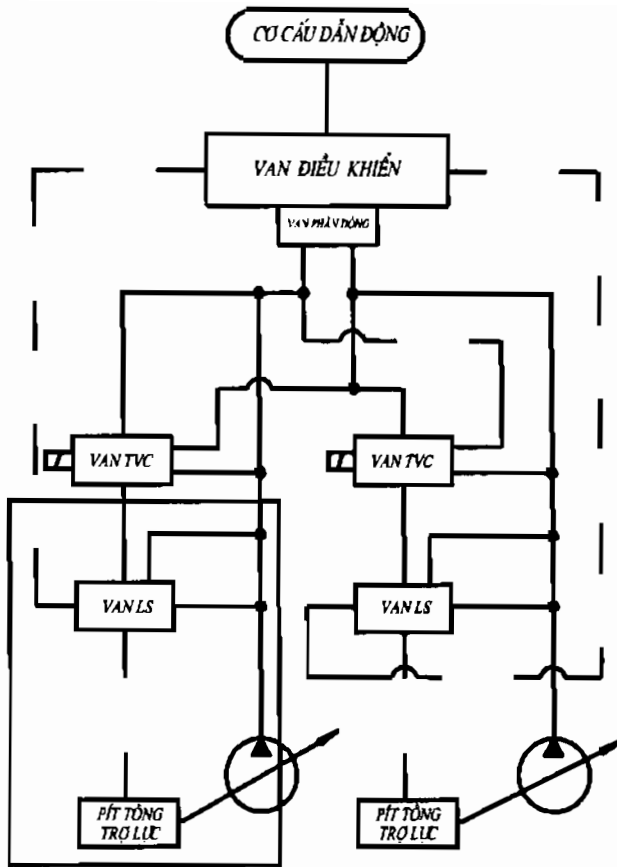 CƠ CẤU DẪN ĐỘNG
VAN ĐIỀU KHIỂN
VAN PHÂN DÒNG
VAN TVC
VAN TVC
VAN LS
VAN LS
PÍT TÔNG
TRỢ LỰC
PÍT TÔNG
TRỢ LỰC